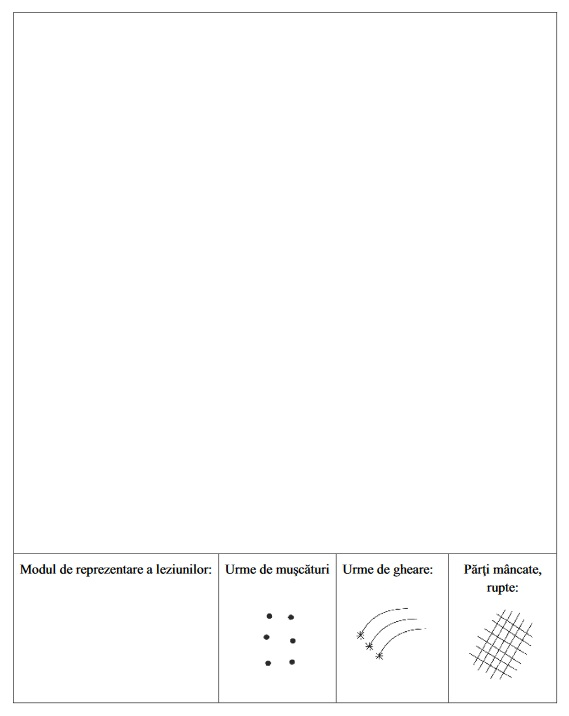 Modul de reprezentare a leziunilor:
Urme de mușcături
Urme de gheare:
Părți mâncate,
rupte: